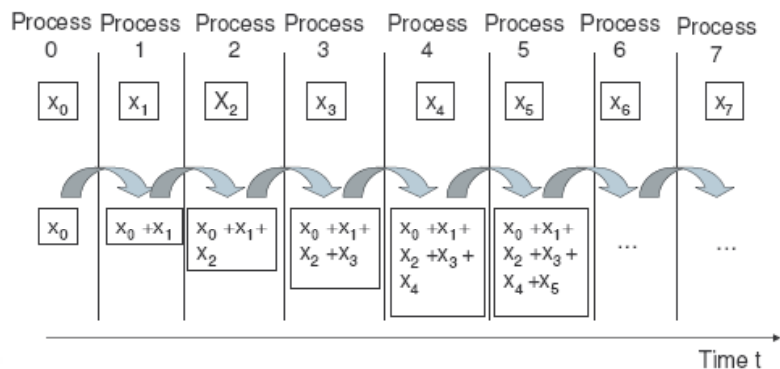 Process Process Process Process Process Process Process Process
0 1 2 3 4 5 6 7
x₀ x₁ X₂ x₃ x₄ x₅ x₆ x₇
x₀ x₀ +x₁ x₀ +x₁+ x₀ +x₁+ x₀ +x₁+ x₀ +x₁+
x₂ x₂ +x₃ x₂ +x₃ + x₂ +x₃ + ... ...
x₄ x₄ +x₅
Time t